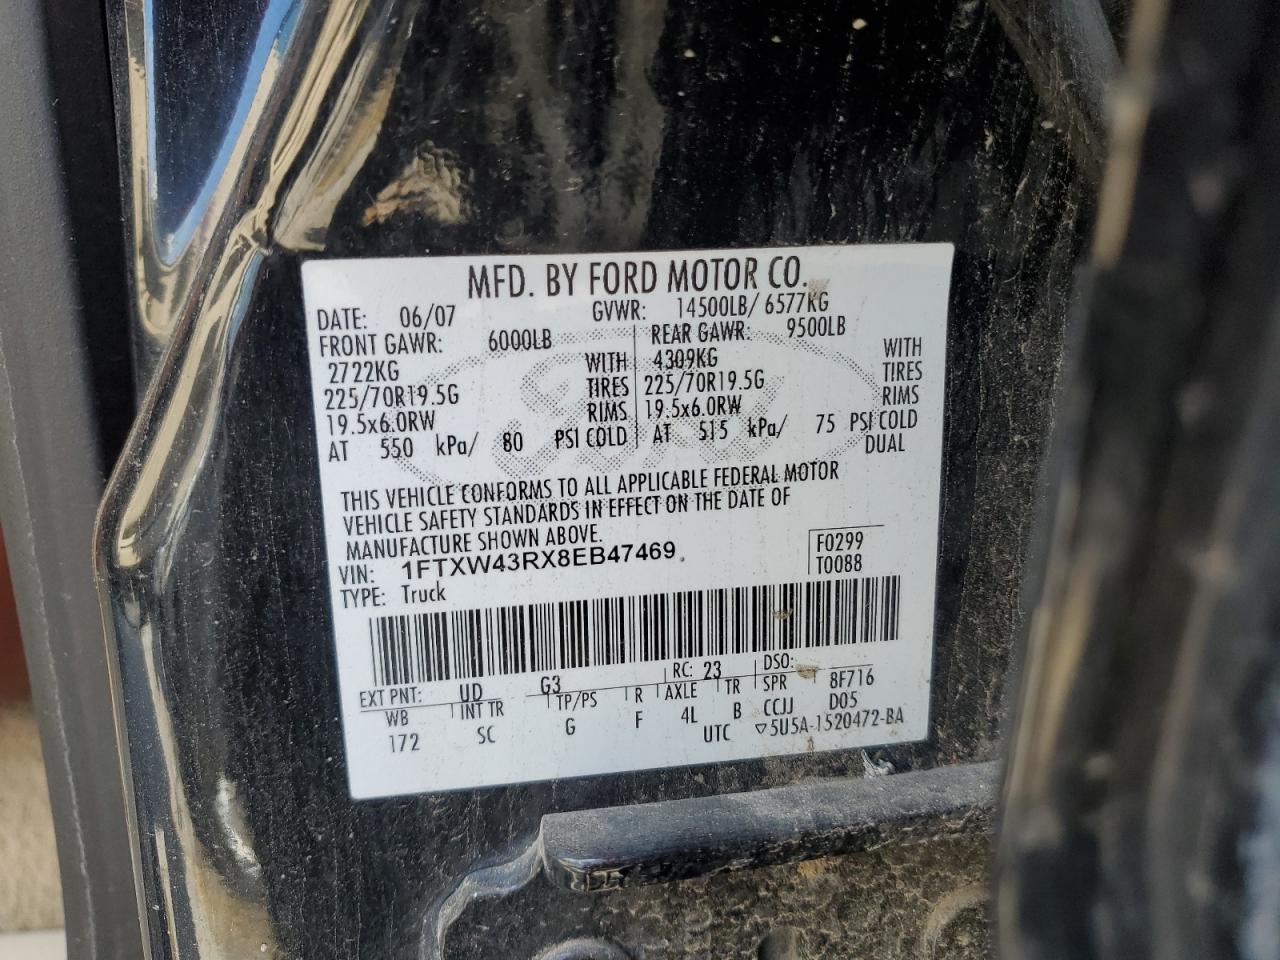 MFD. BY FORD MOTOR CO.
DATE: 06/07 GVWR: 14500LB/ 6577KG
FRONT GAWR: 6000LB REAR GAWR: 9500LB
2722KG WITH 4309KG WITH
225/70R19.5G TIRES 225/70R19.5G TIRES
19.5x6.0RW RIMS 19.5x6.0RW RIMS
AT 550 kPa/ 80 PSI COLD AT 515 kPa/ 75 PSI COLD
DUAL
THIS VEHICLE CONFORMS TO ALL APPLICABLE FEDERAL MOTOR
VEHICLE SAFETY STANDARDS IN EFFECT ON THE DATE OF
MANUFACTURE SHOWN ABOVE.
VIN: 1FTXW43RX8EB47469 F0299
TYPE: Truck T0088
EXT PNT: UD G3 RC: 23 DSO:
WB INT TR TP/PS R AXLE TR SPR 8F716
172 SC G F 4L B CCJJ D05
UTC ▽5U5A-1520472-BA